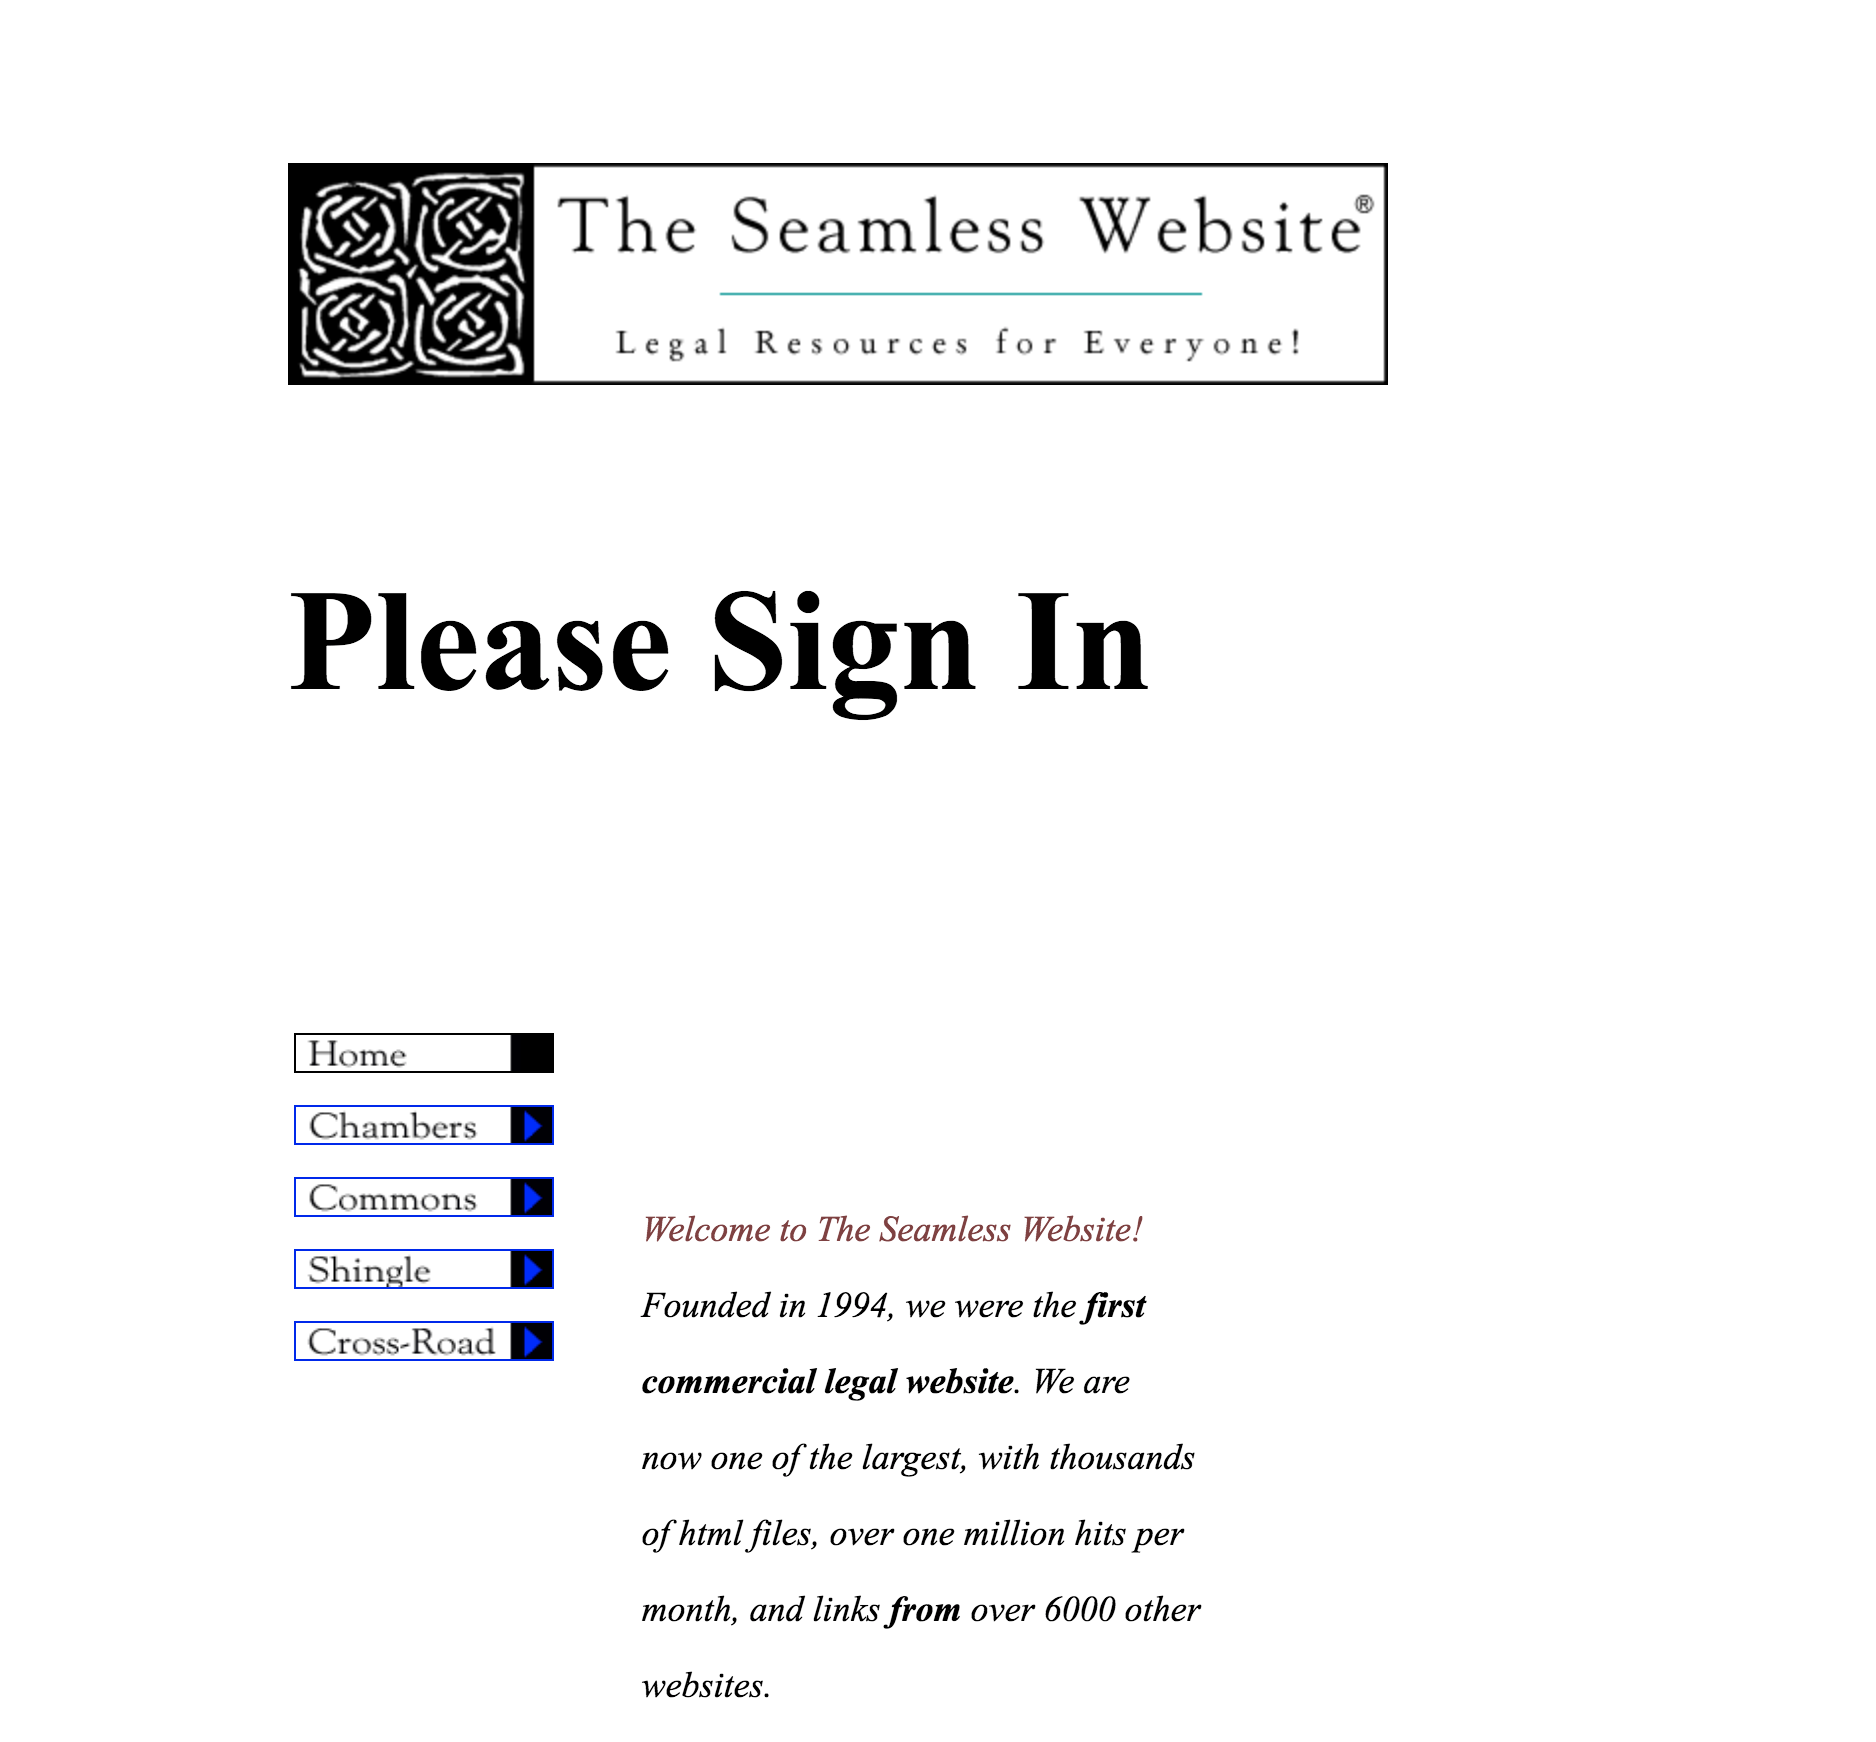 The Seamless Website®
Legal Resources for Everyone!
Please Sign In
Home
Chambers
Commons
Shingle
Cross-Road
Welcome to The Seamless Website!
Founded in 1994, we were the first
commercial legal website. We are
now one of the largest, with thousands
of html files, over one million hits per
month, and links from over 6000 other
websites.